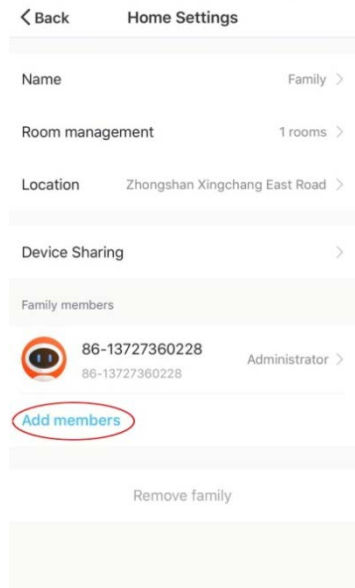 Back Home Settings
Name Family
Room management 1 rooms
Location Zhongshan Xingchang East Road
Device Sharing
Family members
86-13727360228
Administrator
86-13727360228
Add members
Remove family